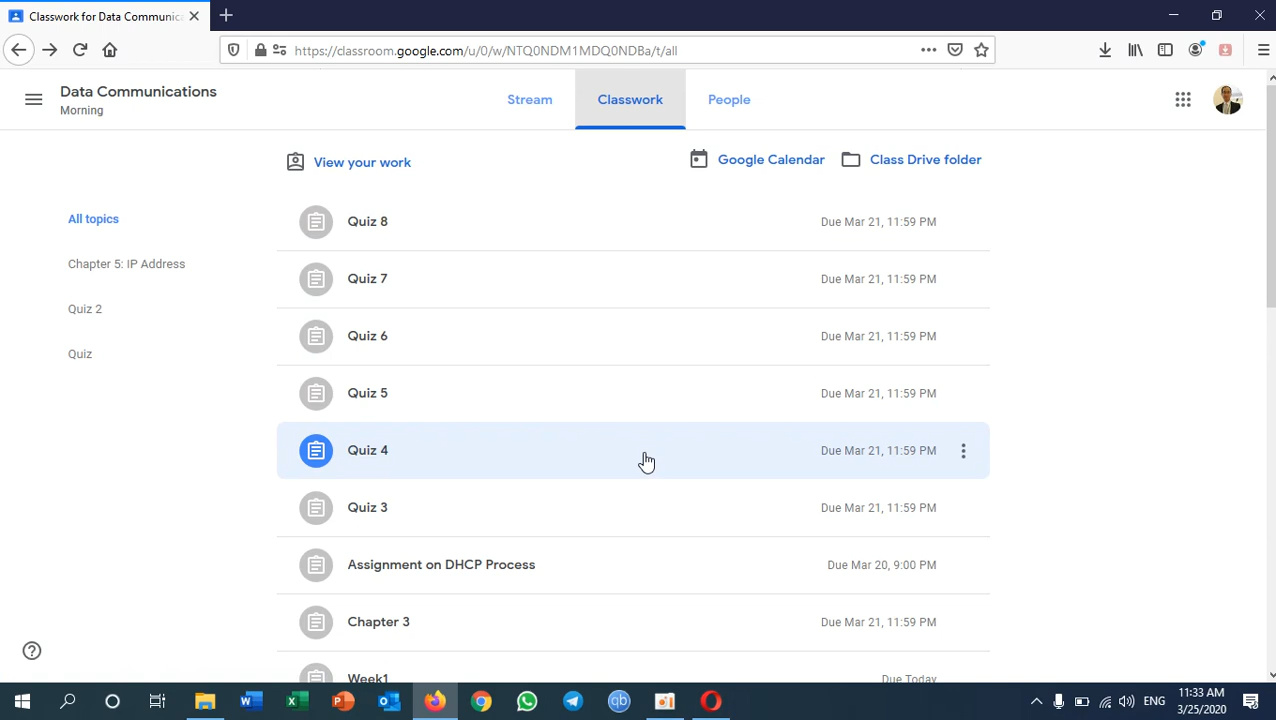 Classwork for Data Communica
https://classroom.google.com/u/0/w/NTQ0NDM1MDQ0NDBa/t/all
Data Communications
Morning
Stream
Classwork
People
View your work
Google Calendar
Class Drive folder
All topics
Chapter 5: IP Address
Quiz 2
Quiz
Quiz 8
Due Mar 21, 11:59 PM
Quiz 7
Due Mar 21, 11:59 PM
Quiz 6
Due Mar 21, 11:59 PM
Quiz 5
Due Mar 21, 11:59 PM
Quiz 4
Due Mar 21, 11:59 PM
Quiz 3
Due Mar 21, 11:59 PM
Assignment on DHCP Process
Due Mar 20, 9:00 PM
Chapter 3
Due Mar 21, 11:59 PM
Week1
Due Today
ENG
11:33 AM
3/25/2020